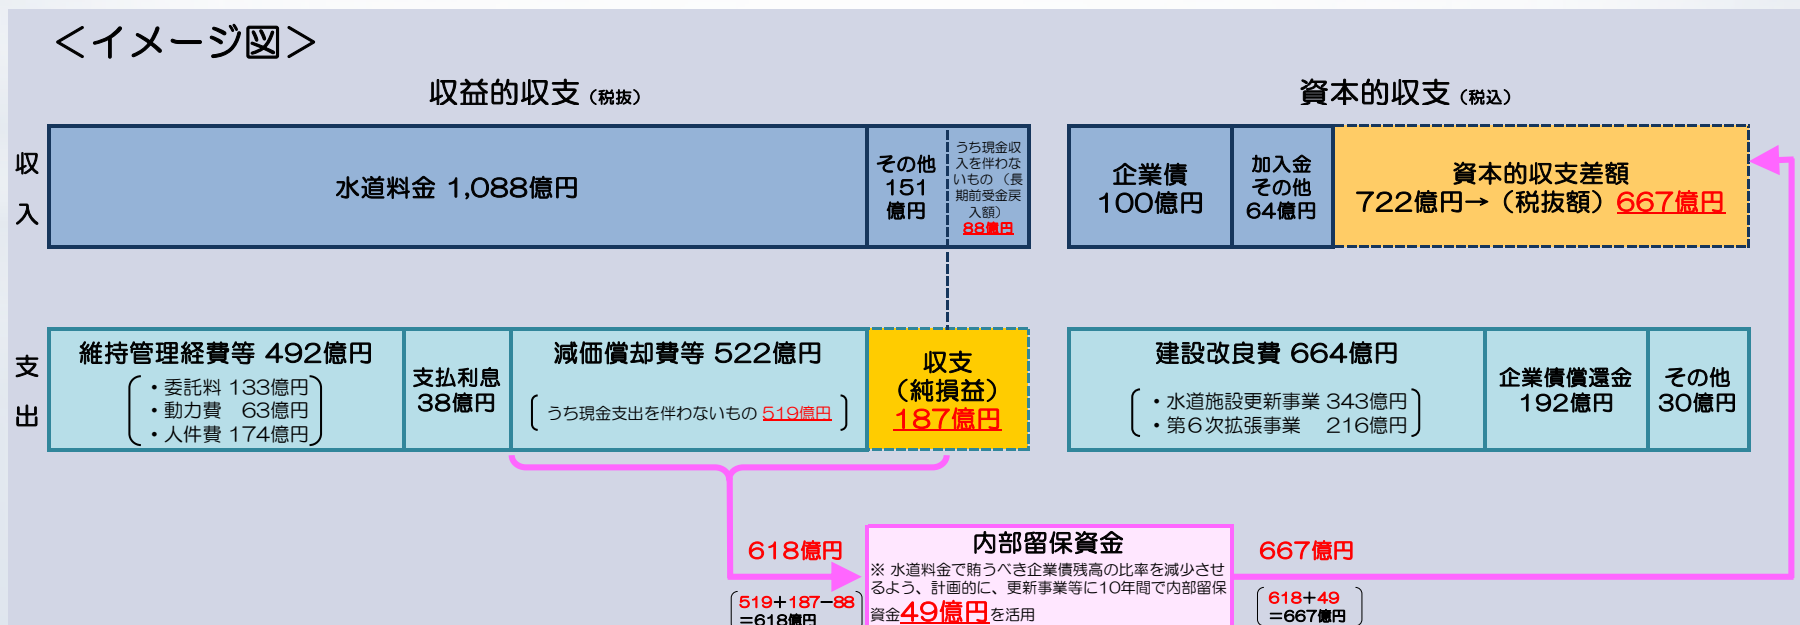 ＜イメージ図＞
収益的収支（税抜）
資本的収支（税込）
収
入
水道料金 1,088億円
その他
151
億円
うち現金収
入を伴わな
いもの（長
期前受金戻
入額）
88億円
企業債
100億円
加入金
その他
64億円
資本的収支差額
722億円→（税抜額）667億円
支
出
維持管理経費等 492億円
・委託料 133億円
・動力費 63億円
・人件費 174億円
支払利息
38億円
減価償却費等 522億円
うち現金支出を伴わないもの 519億円
収支
（純損益）
187億円
建設改良費 664億円
・水道施設更新事業 343億円
・第６次拡張事業 216億円
企業債償還金
192億円
その他
30億円
618億円
519＋187−88
＝618億円
内部留保資金
※ 水道料金で賄うべき企業債残高の比率を減少させ
るよう、計画的に、更新事業等に10年間で内部留保
資金49億円を活用
667億円
618＋49
＝667億円